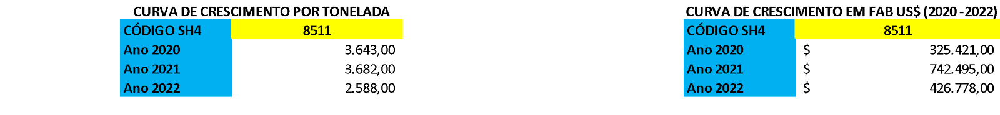 CURVA DE CRESCIMENTO POR TONELADA
CÓDIGO SH4 8511
Ano 2020 3.643,00
Ano 2021 3.682,00
Ano 2022 2.588,00
CURVA DE CRESCIMENTO EM FAB US$ (2020 -2022)
CÓDIGO SH4 8511
Ano 2020 $ 325.421,00
Ano 2021 $ 742.495,00
Ano 2022 $ 426.778,00